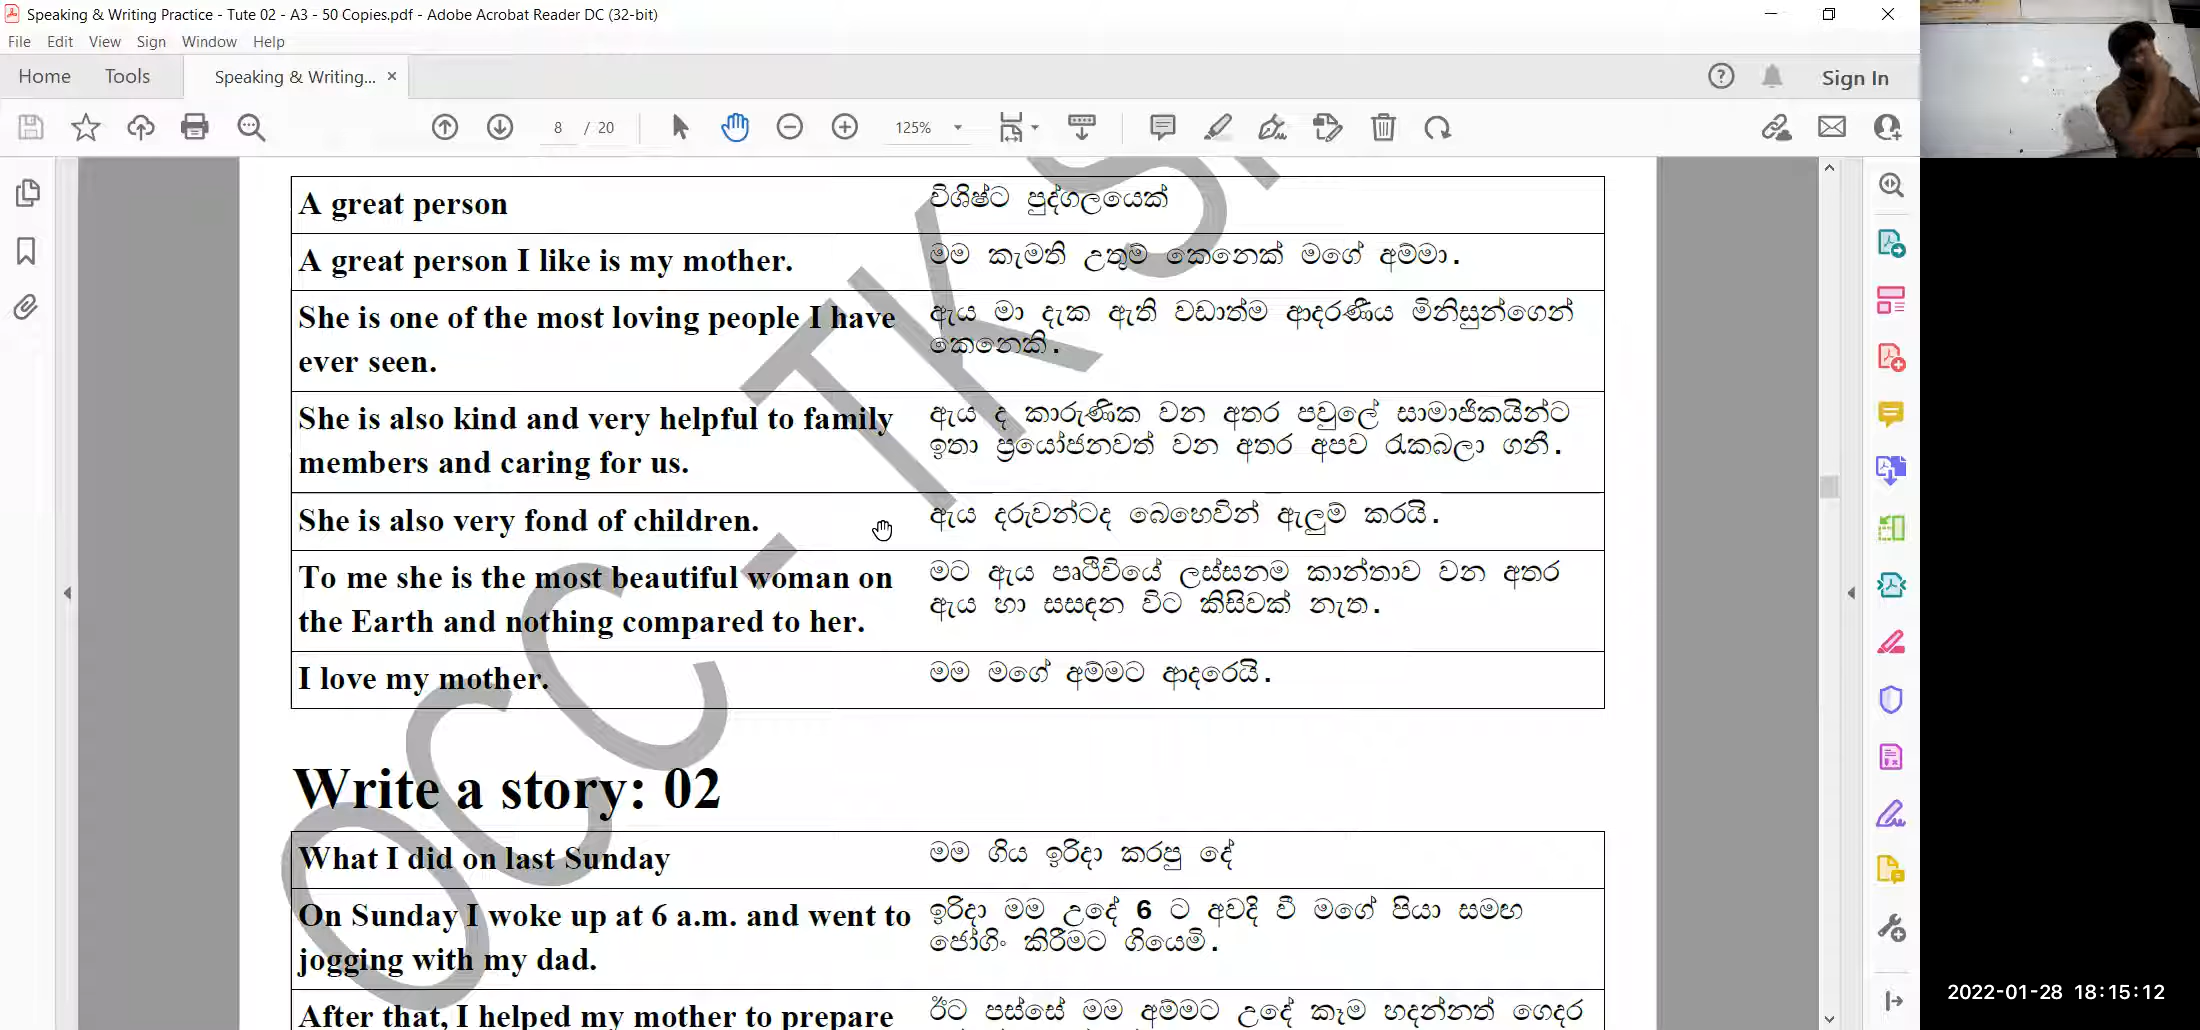 Speaking & Writing Practice - Tute 02 - A3 - 50 Copies.pdf - Adobe Acrobat Reader DC (32-bit)
File Edit View Sign Window Help
Home Tools Speaking & Writing... × Sign In
8 / 20 125%
A great person විශිෂ්ට පුද්ගලයෙක්
A great person I like is my mother. මම කැමති උතුම් කෙනෙක් මගේ අම්මා.
She is one of the most loving people I have ඇය මා දැක ඇති වඩාත්ම ආදරණීය මිනිසුන්ගෙන්
ever seen. කෙනෙකි.
She is also kind and very helpful to family ඇය ද කාරුණික වන අතර පවුලේ සාමාජිකයින්ට
members and caring for us. ඉතා ප්‍රයෝජනවත් වන අතර අපව රැකබලා ගනී.
She is also very fond of children. ඇය දරුවන්ටද බෙහෙවින් ඇලුම් කරයි.
To me she is the most beautiful woman on මට ඇය පෘථිවියේ ලස්සනම කාන්තාව වන අතර
the Earth and nothing compared to her. ඇය හා සසඳන විට කිසිවක් නැත.
I love my mother. මම මගේ අම්මට ආදරෙයි.
Write a story: 02
What I did on last Sunday මම ගිය ඉරිදා කරපු දේ
On Sunday I woke up at 6 a.m. and went to ඉරිදා මම උදේ 6 ට අවදි වී මගේ පියා සමඟ
jogging with my dad. ජෝගිං කිරීමට ගියෙමි.
After that, I helped my mother to prepare ඊට පස්සේ මම අම්මට උදේ කෑම හදන්නත් ගෙදර
OCC - TK
2022-01-28 18:15:12